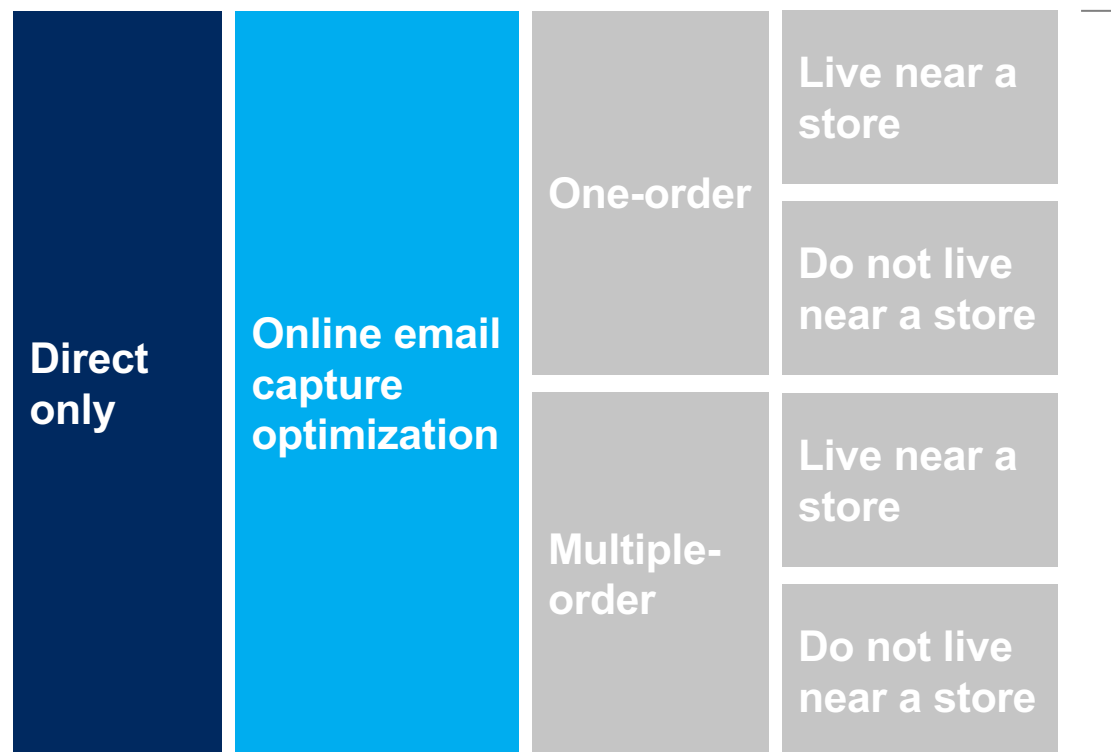 Direct
only
Online email
capture
optimization
One-order
Live near a
store
Do not live
near a store
Multiple-
order
Live near a
store
Do not live
near a store